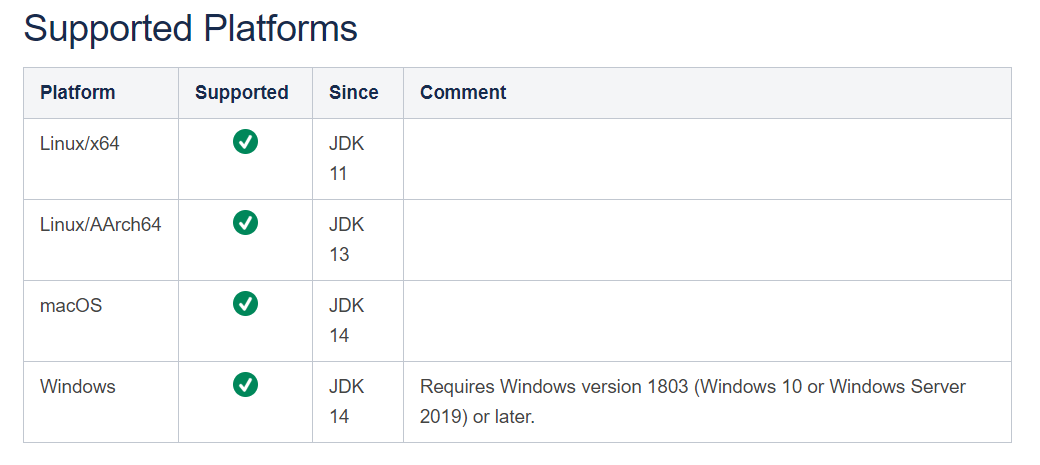 Supported Platforms
Platform Supported Since Comment
Linux/x64 JDK
11
Linux/AArch64 JDK
13
macOS JDK
14
Windows JDK Requires Windows version 1803 (Windows 10 or Windows Server
14 2019) or later.